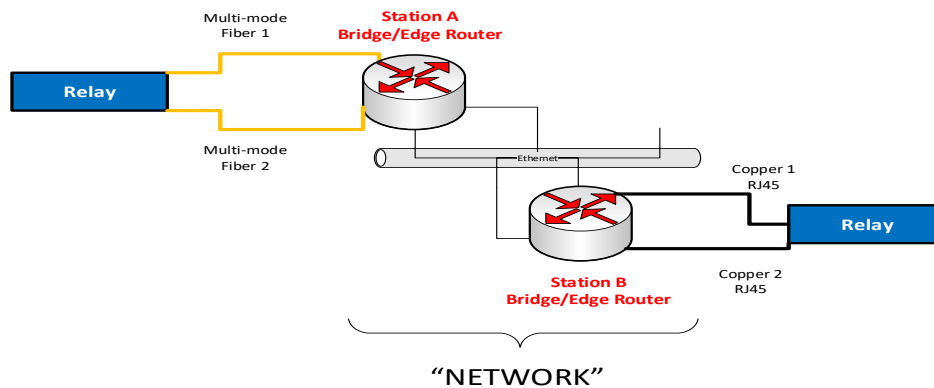 Multi-mode
Fiber 1
Station A
Bridge/Edge Router
Relay
Multi-mode
Fiber 2
Ethernet
Copper 1
RJ45
Relay
Copper 2
RJ45
Station B
Bridge/Edge Router
“NETWORK”